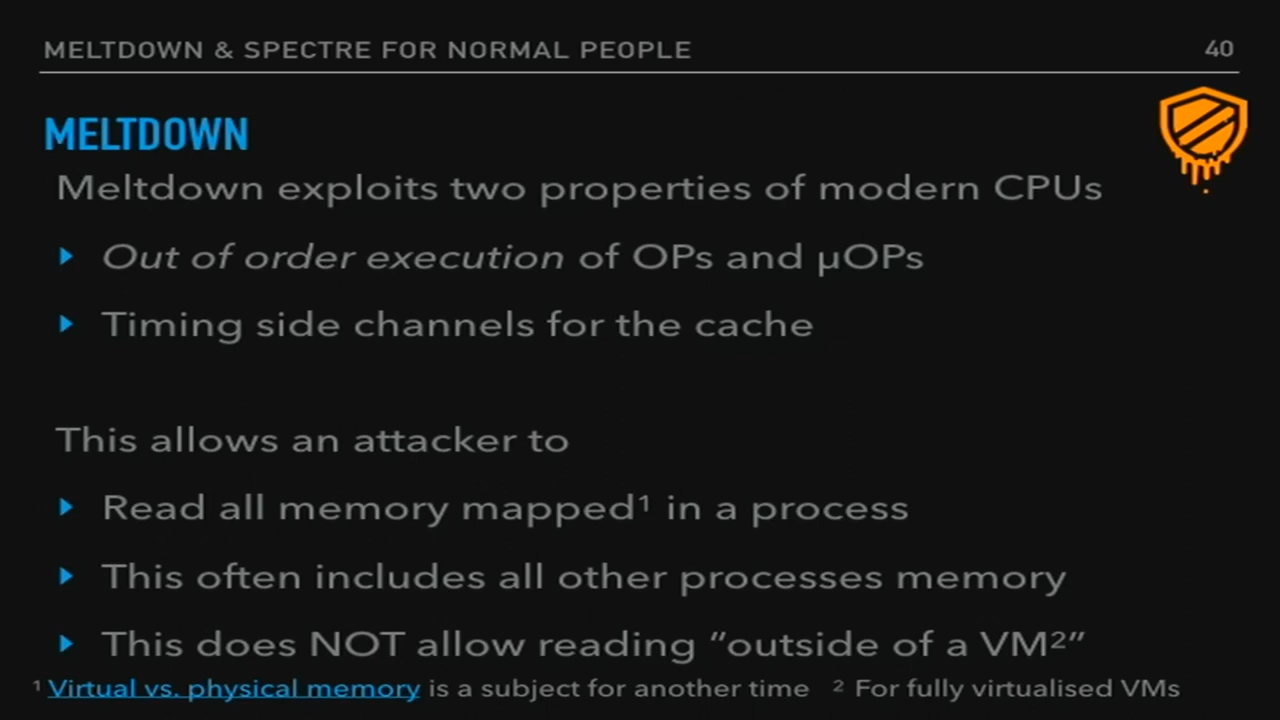 MELTDOWN & SPECTRE FOR NORMAL PEOPLE
40
MELTDOWN
Meltdown exploits two properties of modern CPUs
Out of order execution of OPs and μOPs
Timing side channels for the cache
This allows an attacker to
Read all memory mapped¹ in a process
This often includes all other processes memory
This does NOT allow reading "outside of a VM²"
¹ Virtual vs. physical memory is a subject for another time ² For fully virtualised VMs